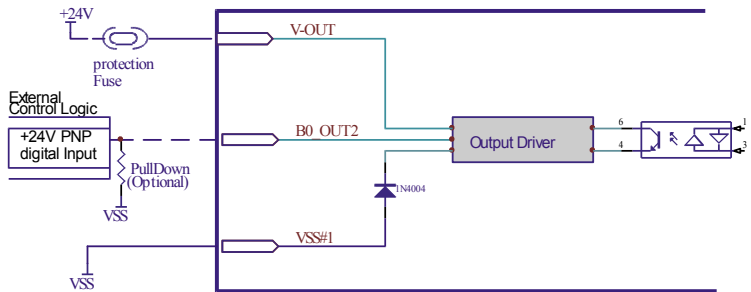 +24V
V-OUT
protection
Fuse
External
Control Logic
+24V PNP
digital Input
B0_OUT2
Output Driver
6
1
4
3
PullDown
(Optional)
1N4004
VSS
VSS#1
VSS